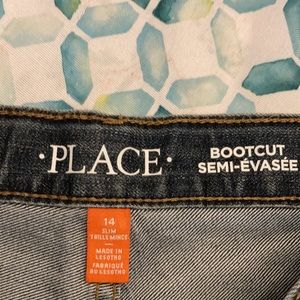 ·PLACE·
BOOTCUT
SEMI-ÉVASÉE
14
SLIM
TAILLE MINCE
MADE IN
LESOTHO
FABRIQUÉ
AU LESOTHO